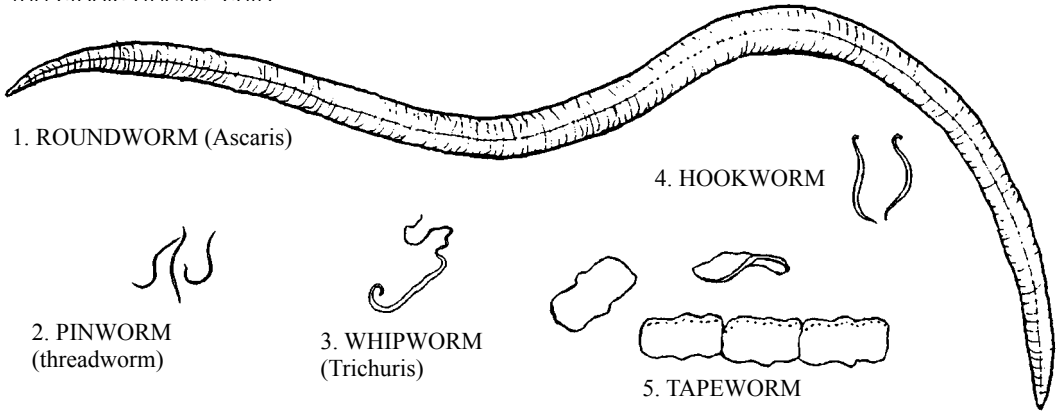 1. ROUNDWORM (Ascaris)
4. HOOKWORM
2. PINWORM
(threadworm)
3. WHIPWORM
(Trichuris)
5. TAPEWORM